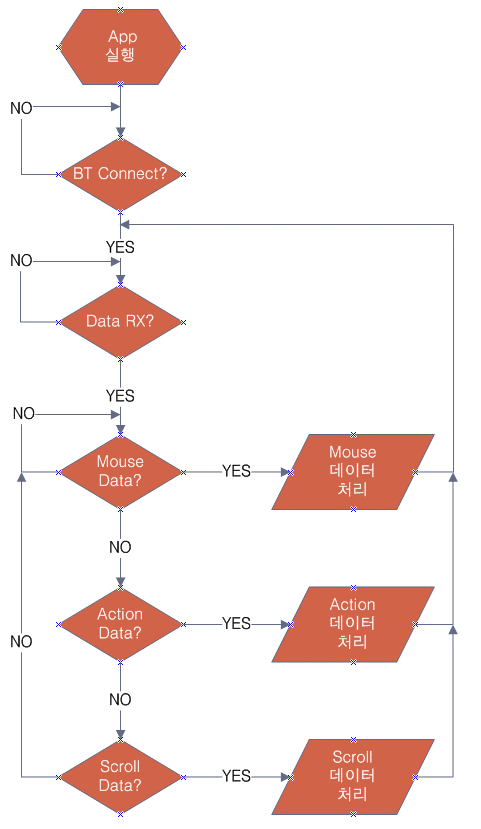 App
실행
NO
BT Connect?
YES
NO
Data RX?
YES
NO
Mouse
Data?
YES
Mouse
데이터
처리
NO
Action
Data?
YES
Action
데이터
처리
NO
NO
Scroll
Data?
YES
Scroll
데이터
처리